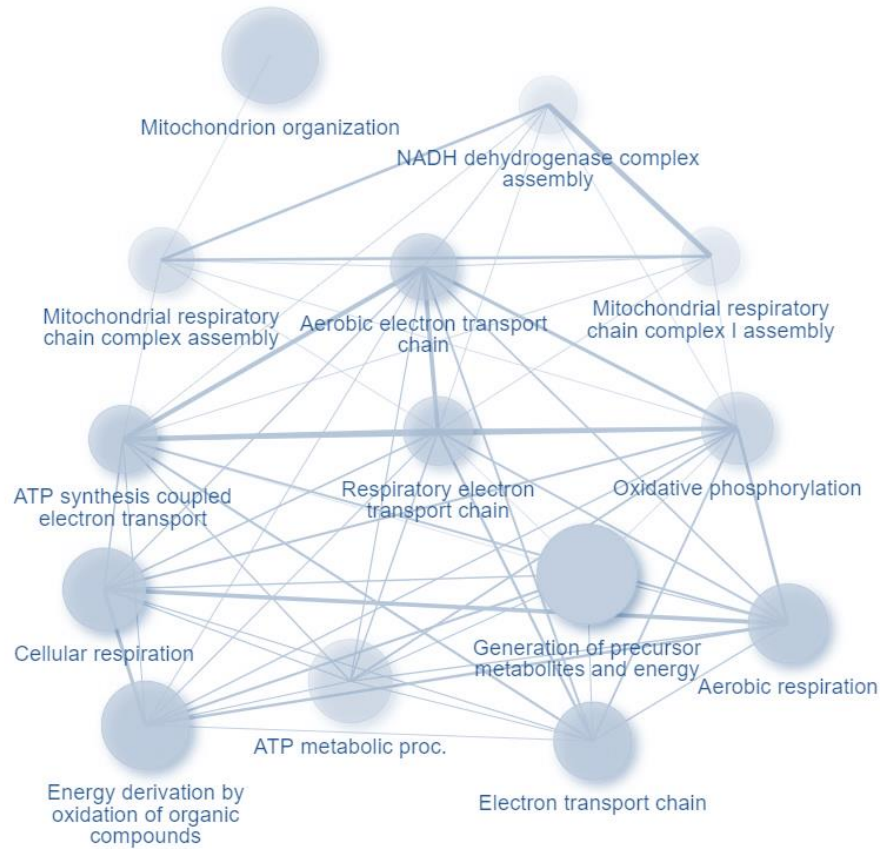 Mitochondrion organization
NADH dehydrogenase complex
assembly
Mitochondrial respiratory
chain complex assembly
Aerobic electron transport
chain
Mitochondrial respiratory
chain complex I assembly
ATP synthesis coupled
electron transport
Respiratory electron
transport chain
Oxidative phosphorylation
Cellular respiration
Generation of precursor
metabolites and energy
Aerobic respiration
ATP metabolic proc.
Energy derivation by
oxidation of organic
compounds
Electron transport chain